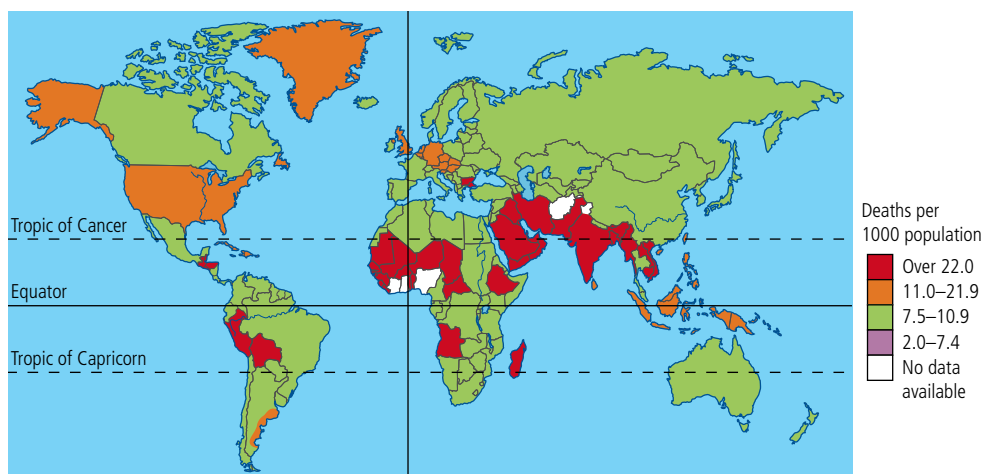 Tropic of Cancer
Equator
Tropic of Capricorn
Deaths per
1000 population
Over 22.0
11.0–21.9
7.5–10.9
2.0–7.4
No data
available